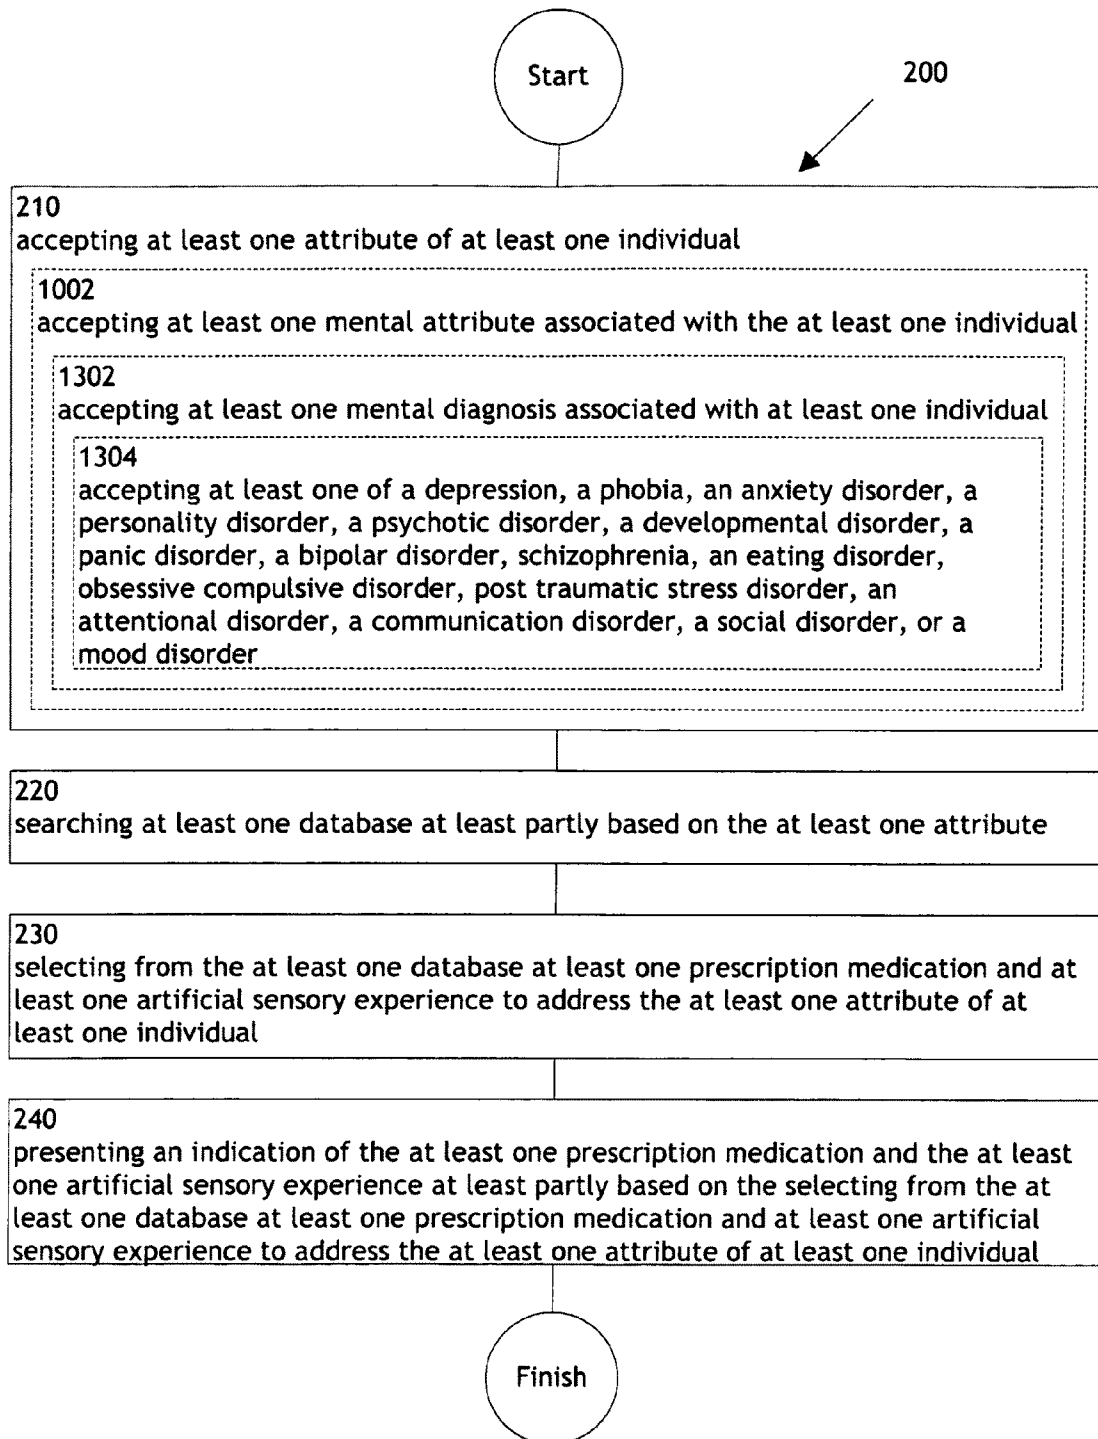 Start
200
210
accepting at least one attribute of at least one individual
1002
accepting at least one mental attribute associated with the at least one individual
1302
accepting at least one mental diagnosis associated with at least one individual
1304
accepting at least one of a depression, a phobia, an anxiety disorder, a
personality disorder, a psychotic disorder, a developmental disorder, a
panic disorder, a bipolar disorder, schizophrenia, an eating disorder,
obsessive compulsive disorder, post traumatic stress disorder, an
attentional disorder, a communication disorder, a social disorder, or a
mood disorder
220
searching at least one database at least partly based on the at least one attribute
230
selecting from the at least one database at least one prescription medication and at
least one artificial sensory experience to address the at least one attribute of at
least one individual
240
presenting an indication of the at least one prescription medication and the at least
one artificial sensory experience at least partly based on the selecting from the at
least one database at least one prescription medication and at least one artificial
sensory experience to address the at least one attribute of at least one individual
Finish